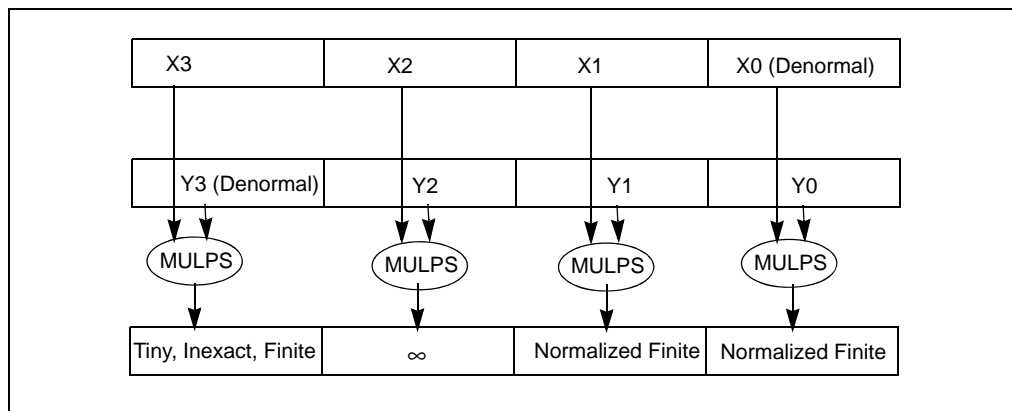 X3 X2 X1 X0 (Denormal)
Y3 (Denormal) Y2 Y1 Y0
MULPS MULPS MULPS MULPS
Tiny, Inexact, Finite ∞ Normalized Finite Normalized Finite